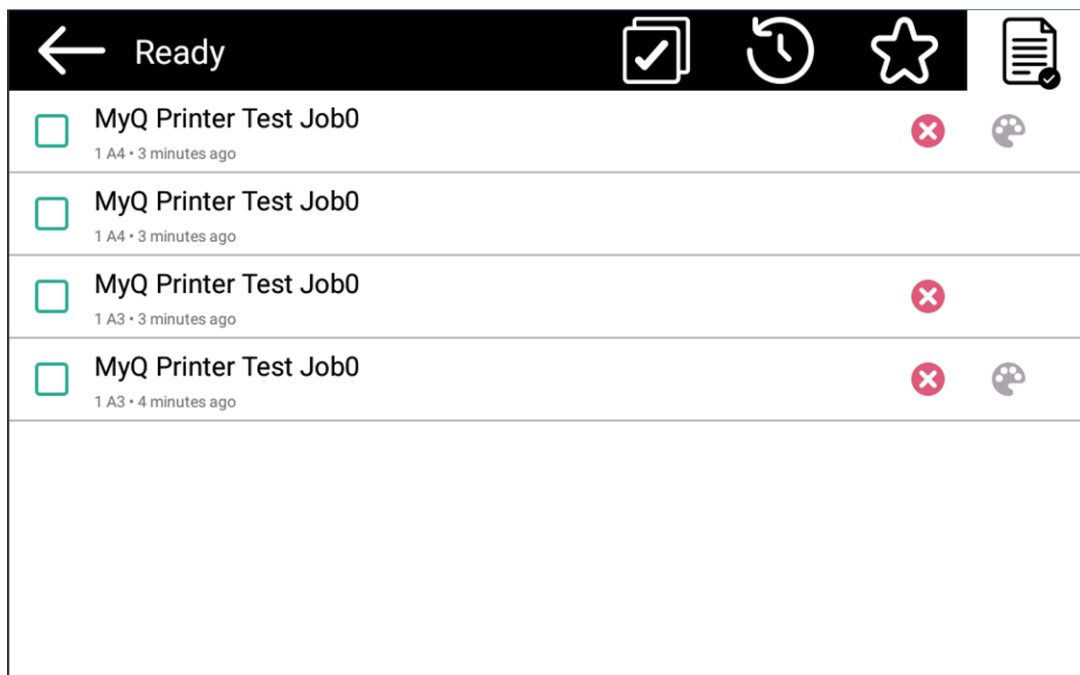 Ready
MyQ Printer Test Job0
1 A4 • 3 minutes ago
MyQ Printer Test Job0
1 A4 • 3 minutes ago
MyQ Printer Test Job0
1 A3 • 3 minutes ago
MyQ Printer Test Job0
1 A3 • 4 minutes ago